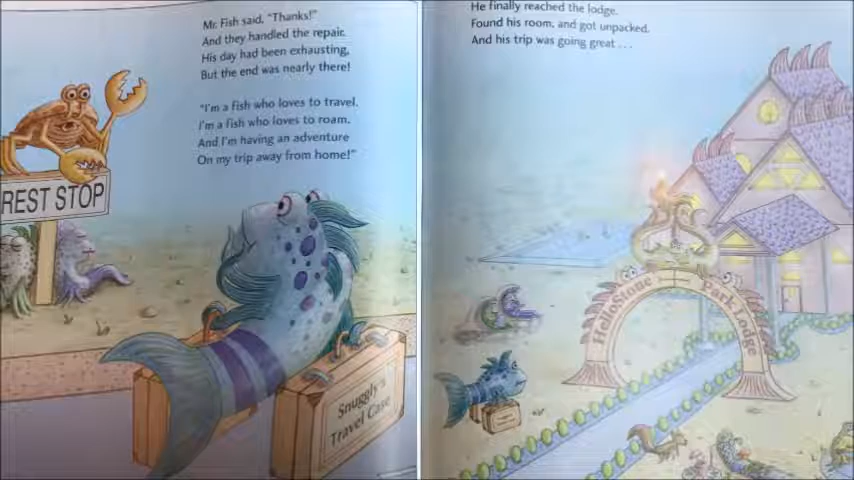 Mr. Fish said, "Thanks!"
And they handled the repair.
His day had been exhausting,
But the end was nearly there!
"I'm a fish who loves to travel.
I'm a fish who loves to roam.
And I'm having an adventure
On my trip away from home!"
REST STOP
Snuggly's
Travel Case
He finally reached the lodge.
Found his room, and got unpacked.
And his trip was going great . . .
HelloStone Park Lodge